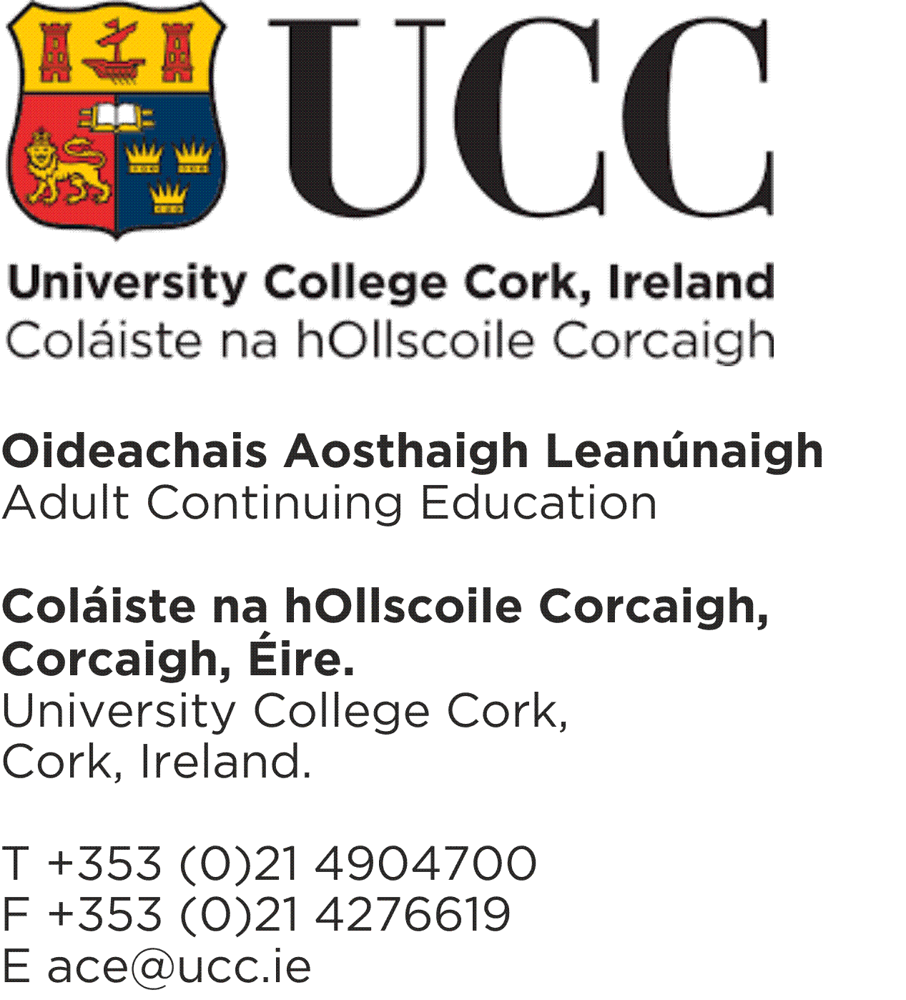 UCC
University College Cork, Ireland
Coláiste na hOllscoile Corcaigh
Oideachais Aosthaigh Leanúnaigh
Adult Continuing Education
Coláiste na hOllscoile Corcaigh,
Corcaigh, Éire.
University College Cork,
Cork, Ireland.
T +353 (0)21 4904700
F +353 (0)21 4276619
E ace@ucc.ie